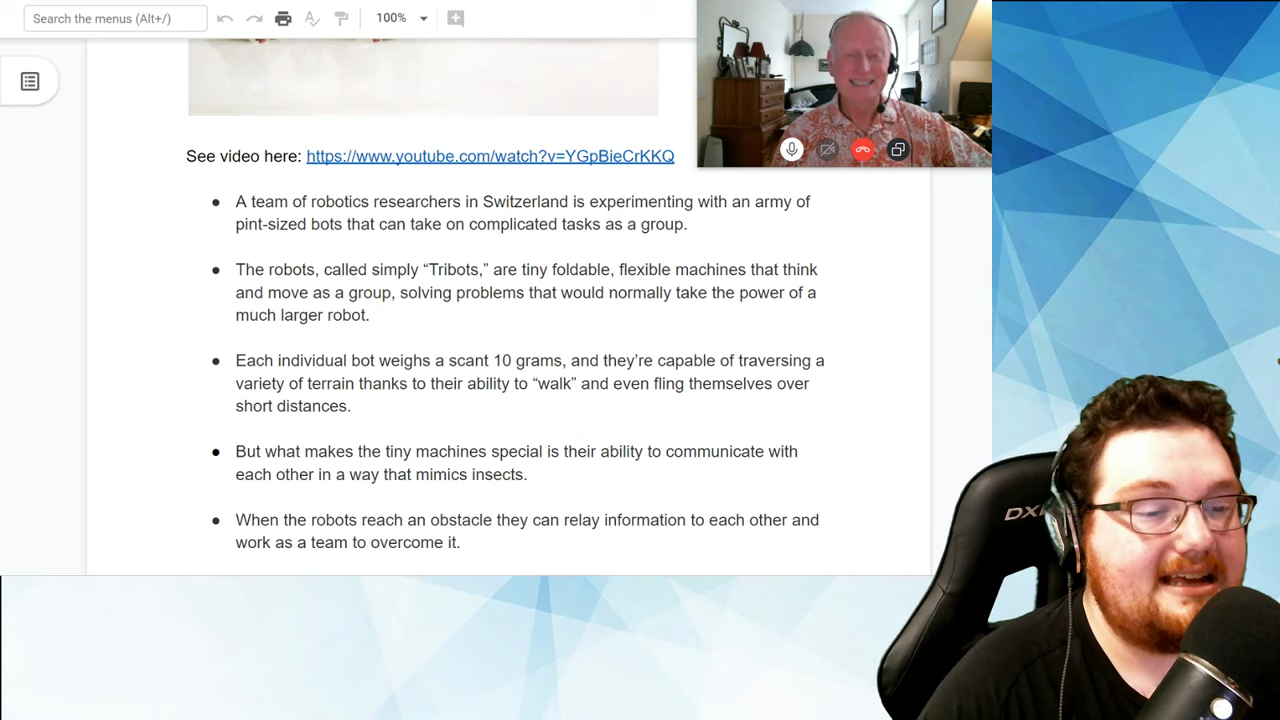 Search the menus (Alt+/)
100%
See video here: https://www.youtube.com/watch?v=YGpBieCrKKQ
● A team of robotics researchers in Switzerland is experimenting with an army of
pint-sized bots that can take on complicated tasks as a group.
● The robots, called simply “Tribots,” are tiny foldable, flexible machines that think
and move as a group, solving problems that would normally take the power of a
much larger robot.
● Each individual bot weighs a scant 10 grams, and they’re capable of traversing a
variety of terrain thanks to their ability to “walk” and even fling themselves over
short distances.
● But what makes the tiny machines special is their ability to communicate with
each other in a way that mimics insects.
● When the robots reach an obstacle they can relay information to each other and
work as a team to overcome it.